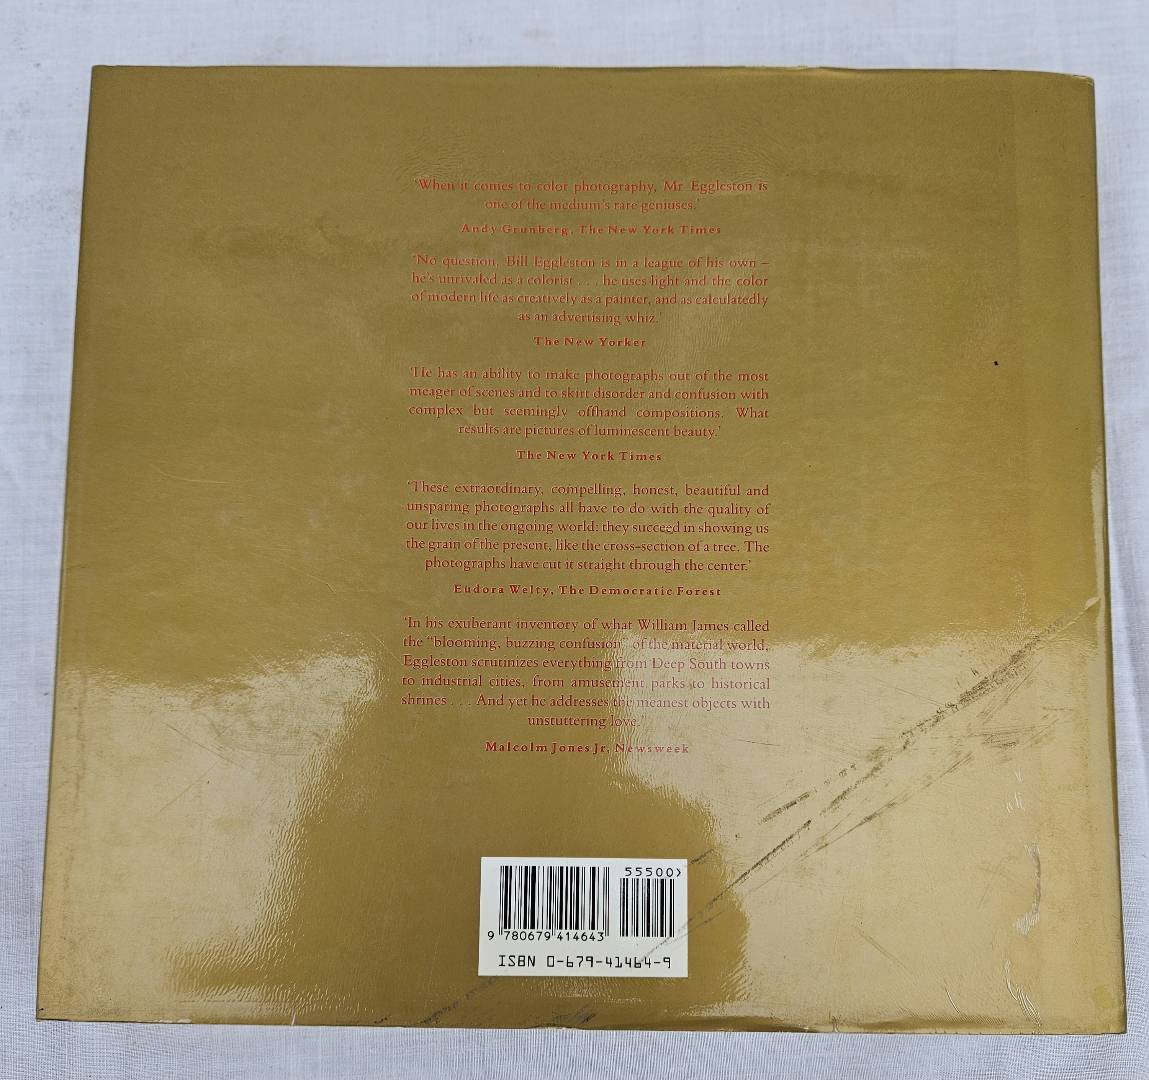 'When it comes to color photography, Mr Eggleston is
one of the medium's rare geniuses.'
Andy Grunberg, The New York Times
'No question, Bill Eggleston is in a league of his own –
he's unrivaled as a colorist . . . he uses light and the color
of modern life as creatively as a painter, and as calculatedly
as an advertising whiz.'
The New Yorker
'He has an ability to make photographs out of the most
meager of scenes and to skirt disorder and confusion with
complex but seemingly offhand compositions. What
results are pictures of luminescent beauty.'
The New York Times
'These extraordinary, compelling, honest, beautiful and
unsparing photographs all have to do with the quality of
our lives in the ongoing world: they succeed in showing us
the grain of the present, like the cross-section of a tree. The
photographs have cut it straight through the center.'
Eudora Welty, The Democratic Forest
'In his exuberant inventory of what William James called
the "blooming, buzzing confusion" of the material world,
Eggleston scrutinizes everything from Deep South towns
to industrial cities, from amusement parks to historical
shrines . . . And yet he addresses the meanest objects with
unstuttering love.'
Malcolm Jones Jr, Newsweek
55500>
9 780679 414643
ISBN 0-679-41464-9